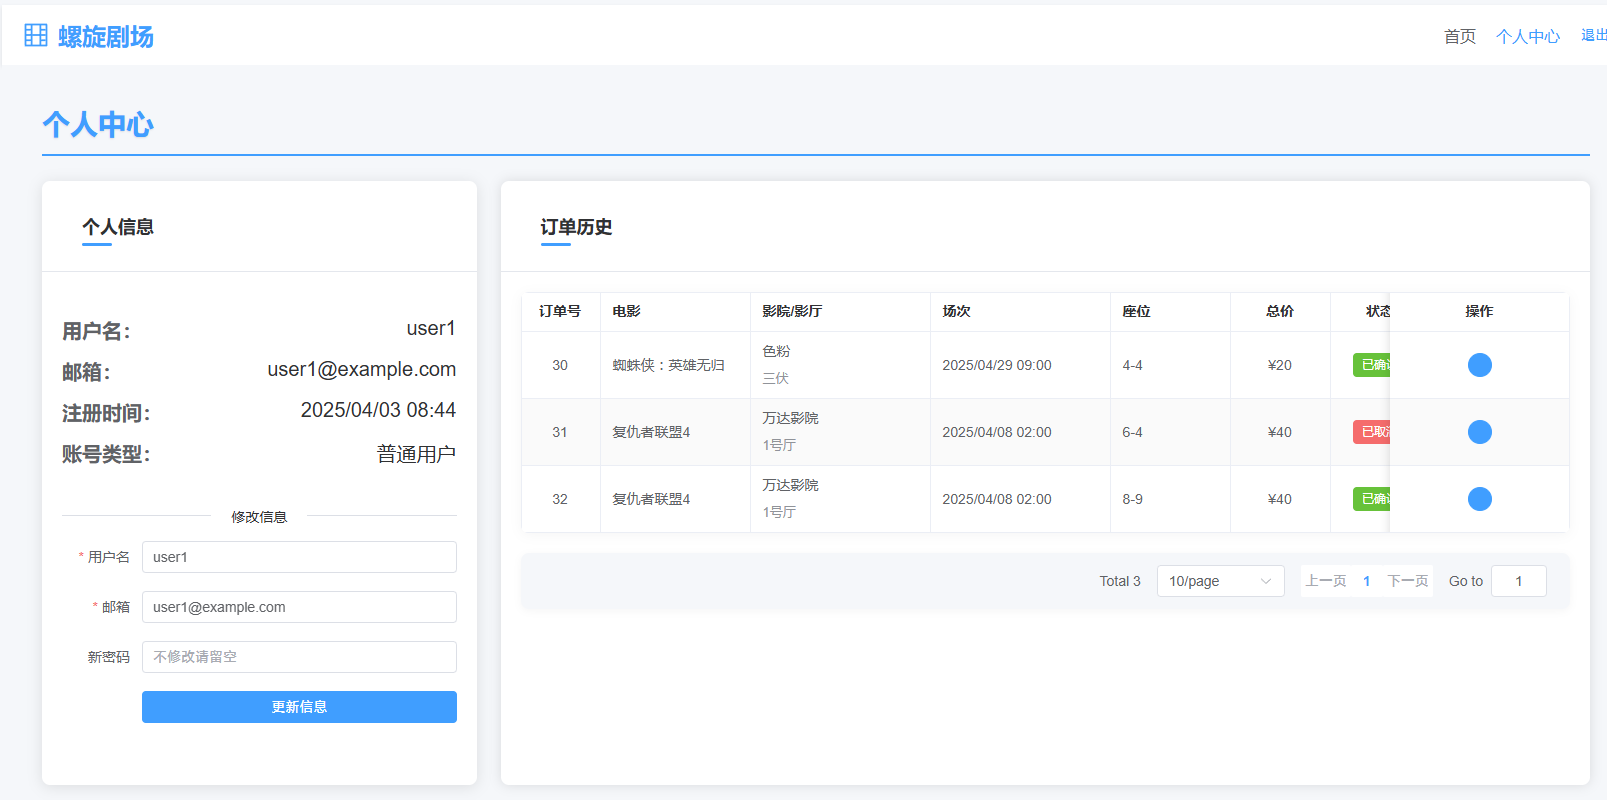 螺旋剧场
首页 个人中心 退出
个人中心
个人信息
用户名： user1
邮箱： user1@example.com
注册时间： 2025/04/03 08:44
账号类型： 普通用户
修改信息
* 用户名 user1
* 邮箱 user1@example.com
新密码 不修改请留空
更新信息
订单历史
订单号 电影 影院/影厅 场次 座位 总价 状态 操作
30 蜘蛛侠：英雄无归 色粉 2025/04/29 09:00 4-4 ¥20 已确
三伏
31 复仇者联盟4 万达影院 2025/04/08 02:00 6-4 ¥40 已取
1号厅
32 复仇者联盟4 万达影院 2025/04/08 02:00 8-9 ¥40 已确
1号厅
Total 3 10/page 上一页 1 下一页 Go to 1